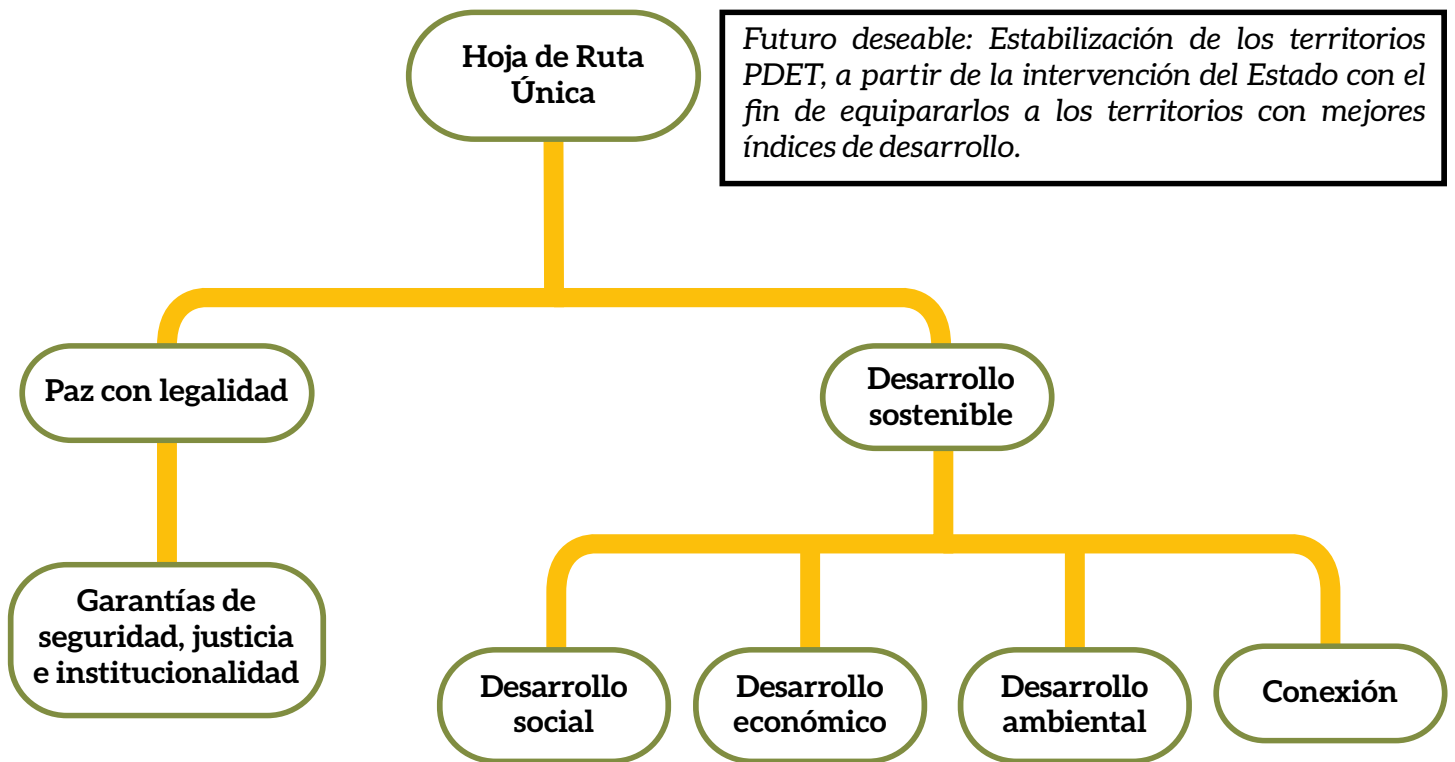 Hoja de Ruta
Única
Futuro deseable: Estabilización de los territorios
PDET, a partir de la intervención del Estado con el
fin de equipararlos a los territorios con mejores
índices de desarrollo.
Paz con legalidad
Desarrollo
sostenible
Garantías de
seguridad, justicia
e institucionalidad
Desarrollo
social
Desarrollo
económico
Desarrollo
ambiental
Conexión